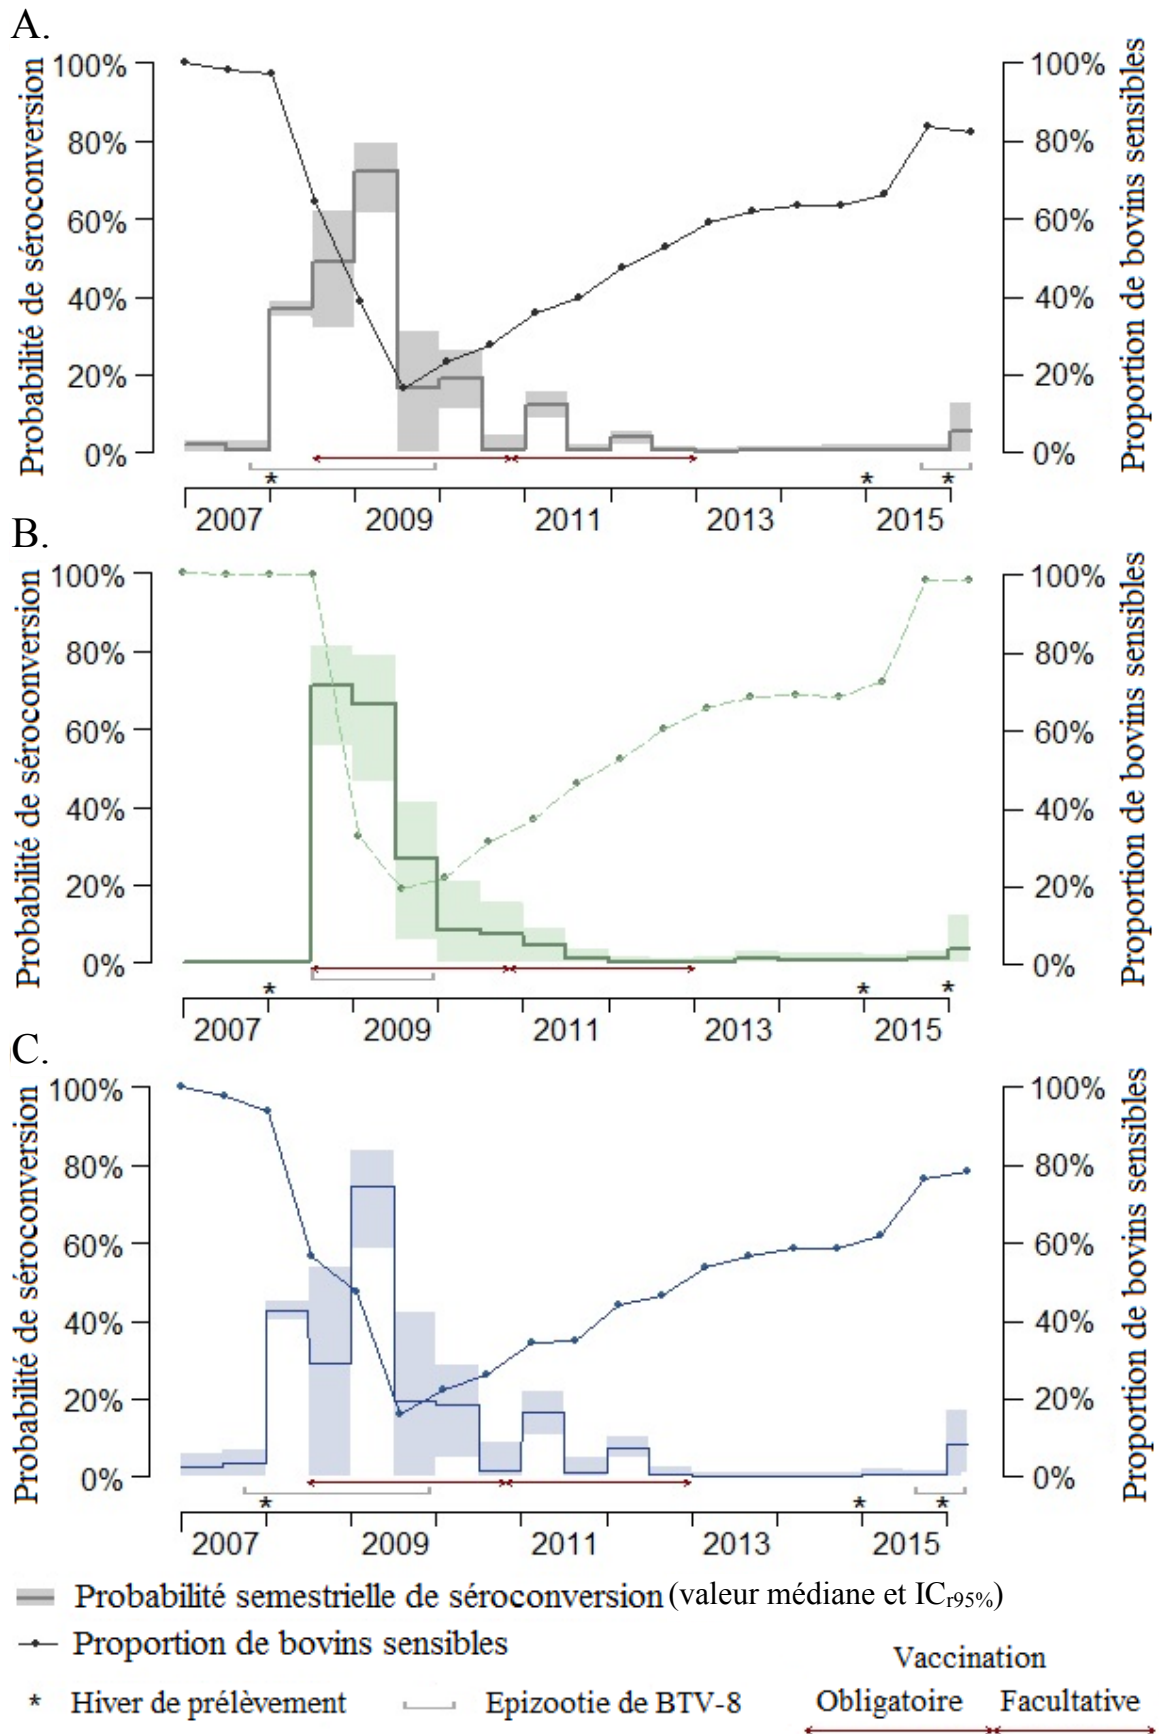 A.
Probabilité de séroconversion
100%
80%
60%
40%
20%
0%
100%
80%
60%
40%
20%
0%
Proportion de bovins sensibles
* * *
2007 2009 2011 2013 2015
B.
Probabilité de séroconversion
100%
80%
60%
40%
20%
0%
100%
80%
60%
40%
20%
0%
Proportion de bovins sensibles
* * *
2007 2009 2011 2013 2015
C.
Probabilité de séroconversion
100%
80%
60%
40%
20%
0%
100%
80%
60%
40%
20%
0%
Proportion de bovins sensibles
* * *
2007 2009 2011 2013 2015
Probabilité semestrielle de séroconversion (valeur médiane et ICr95%)
Proportion de bovins sensibles
Vaccination
* Hiver de prélèvement Epizootie de BTV-8 Obligatoire Facultative